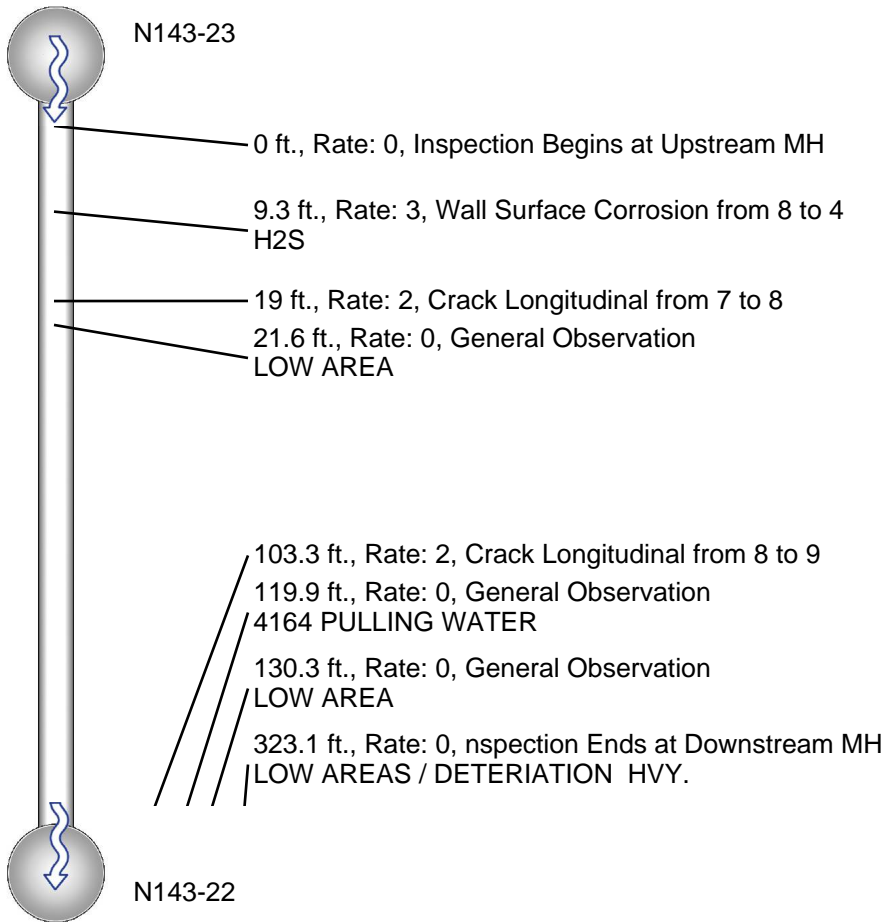 N143-23
0 ft., Rate: 0, Inspection Begins at Upstream MH
9.3 ft., Rate: 3, Wall Surface Corrosion from 8 to 4
H2S
19 ft., Rate: 2, Crack Longitudinal from 7 to 8
21.6 ft., Rate: 0, General Observation
LOW AREA
103.3 ft., Rate: 2, Crack Longitudinal from 8 to 9
119.9 ft., Rate: 0, General Observation
4164 PULLING WATER
130.3 ft., Rate: 0, General Observation
LOW AREA
323.1 ft., Rate: 0, nspection Ends at Downstream MH
LOW AREAS / DETERIATION  HVY.
N143-22